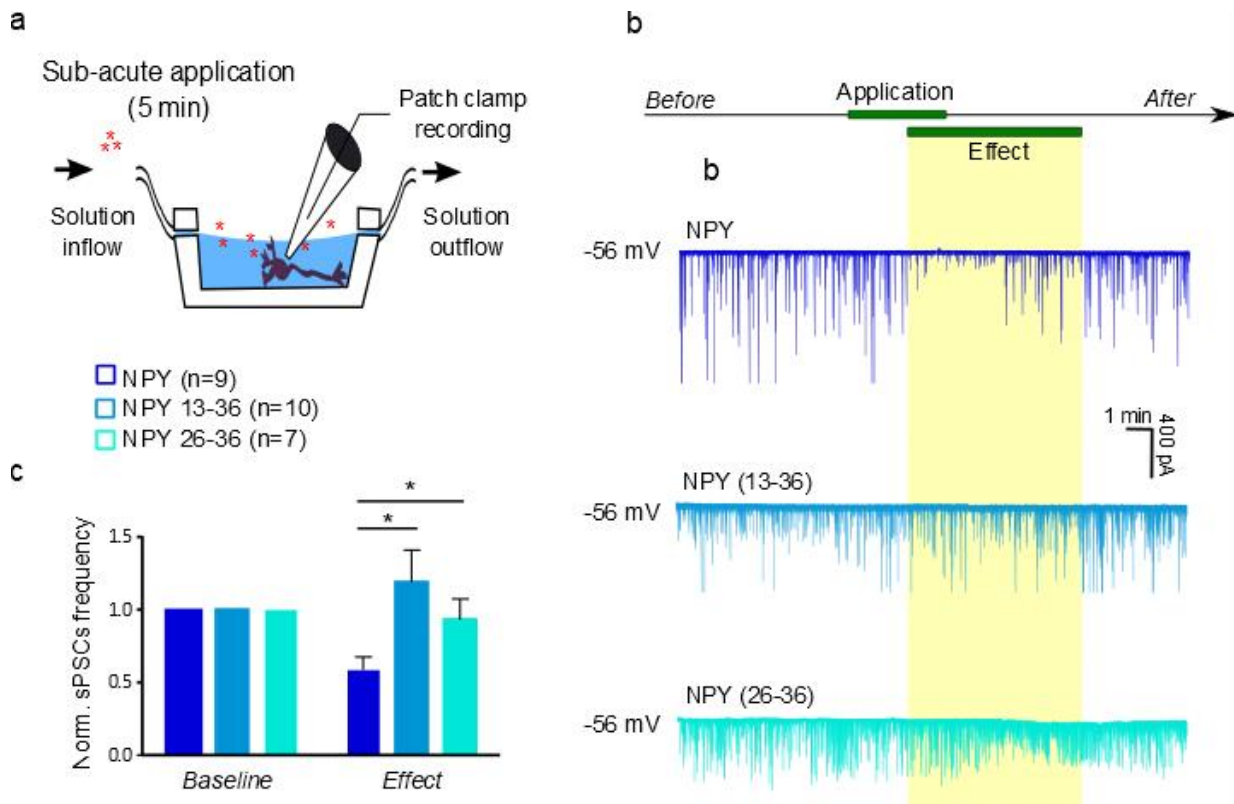 a
Sub-acute application
(5 min)
Patch clamp
recording
Solution
inflow
Solution
outflow
NPY (n=9)
NPY 13-36 (n=10)
NPY 26-36 (n=7)
b
Before
Application
After
Effect
b
NPY
-56 mV
1 min
400 pA
NPY (13-36)
-56 mV
NPY (26-36)
-56 mV
c
Norm. sPSCs frequency
1.5
1.0
0.5
0.0
*
*
Baseline
Effect